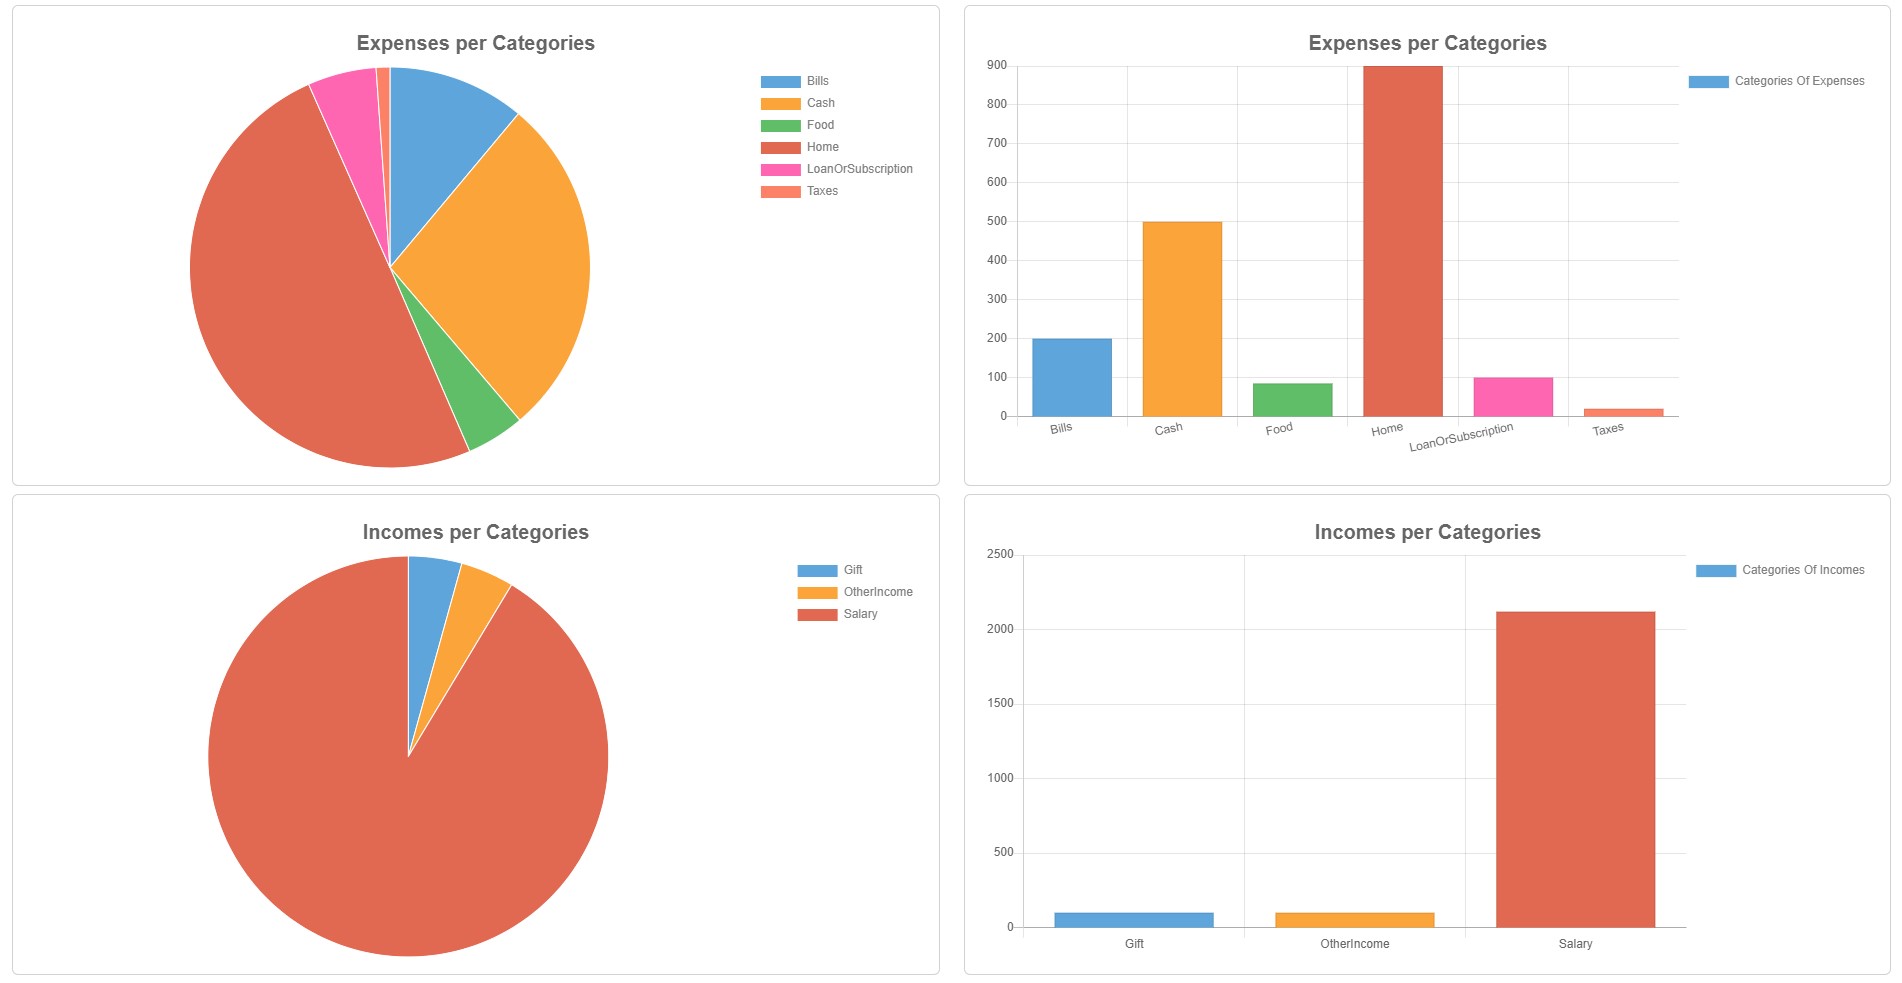 Expenses per Categories
Bills
Cash
Food
Home
LoanOrSubscription
Taxes
Expenses per Categories
Categories Of Expenses
900
800
700
600
500
400
300
200
100
0
Bills
Cash
Food
Home
LoanOrSubscription
Taxes
Incomes per Categories
Gift
OtherIncome
Salary
Incomes per Categories
Categories Of Incomes
2500
2000
1500
1000
500
0
Gift
OtherIncome
Salary